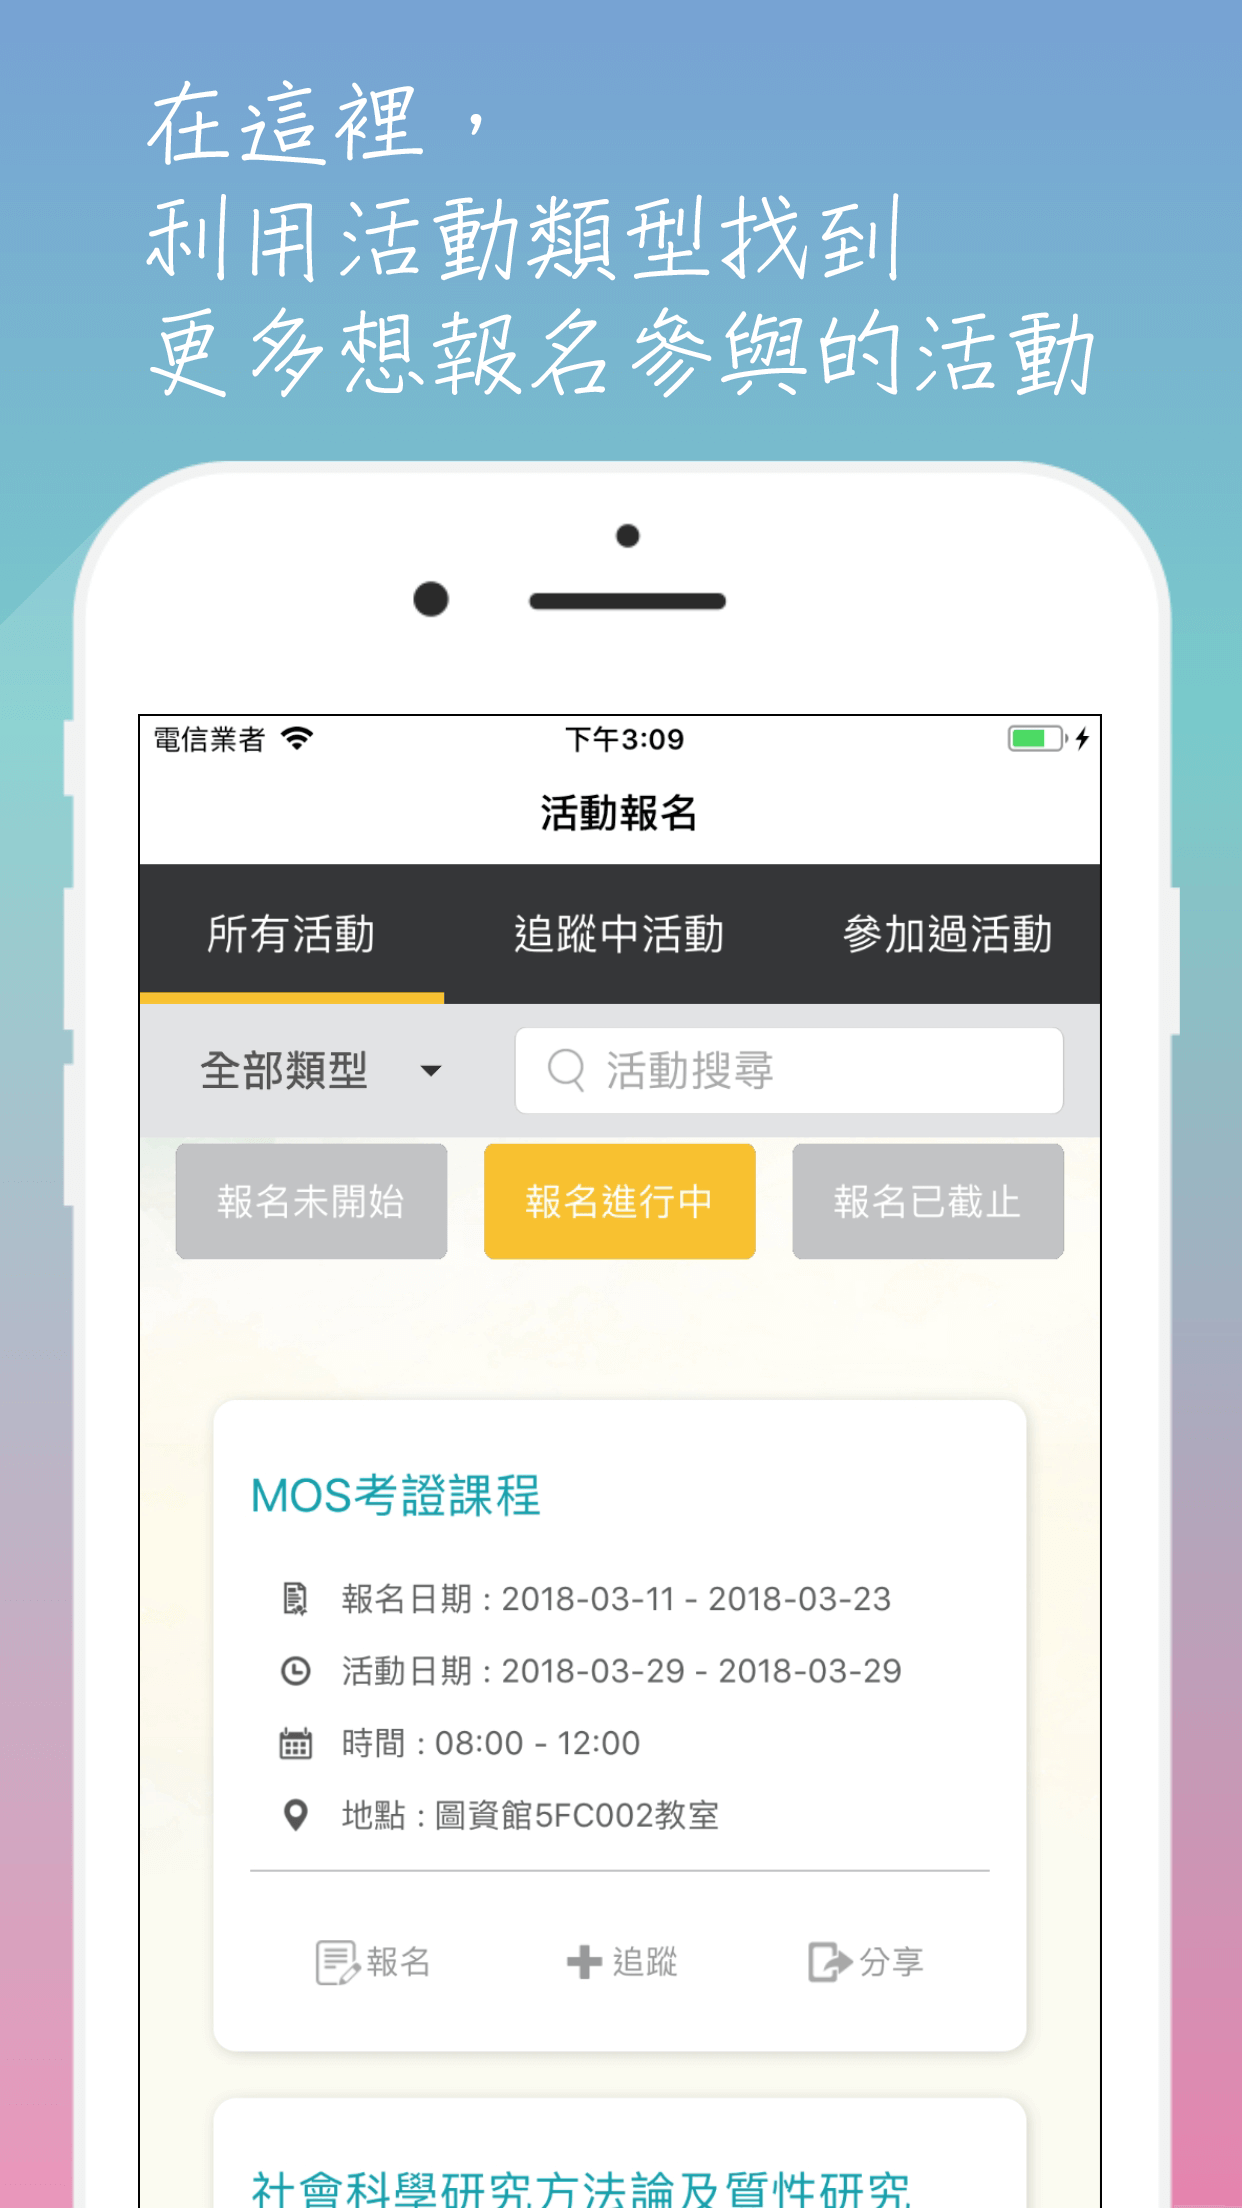 在這裡，
利用活動類型找到
更多想報名參與的活動
電信業者 下午3:09
活動報名
所有活動 追蹤中活動 參加過活動
全部類型 活動搜尋
報名未開始 報名進行中 報名已截止
MOS考證課程
報名日期 : 2018-03-11 - 2018-03-23
活動日期 : 2018-03-29 - 2018-03-29
時間 : 08:00 - 12:00
地點 : 圖資館5FC002教室
報名 追蹤 分享
社會科學研究方法論及質性研究